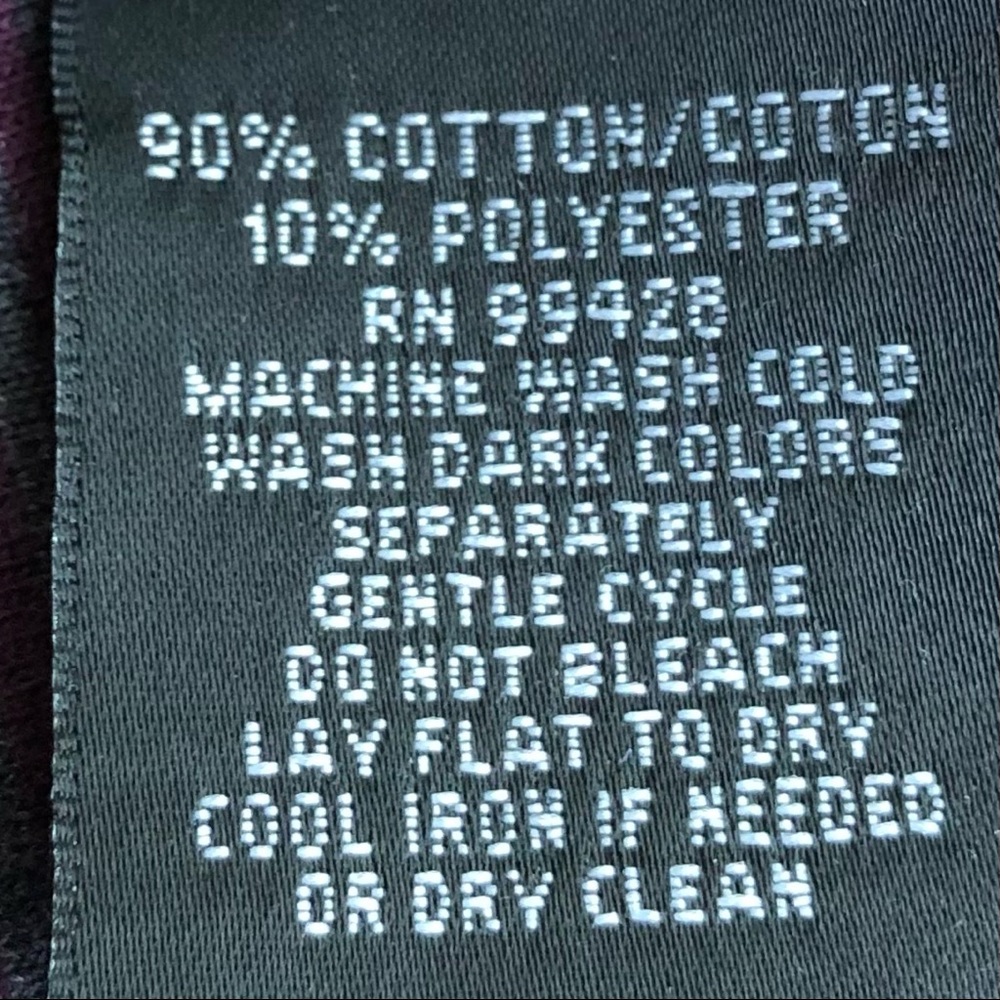 90% COTTON/COTON
10% POLYESTER
RN 99428
MACHINE WASH COLD
WASH DARK COLORS
SEPARATELY
GENTLE CYCLE
DO NOT BLEACH
LAY FLAT TO DRY
COOL IRON IF NEEDED
OR DRY CLEAN